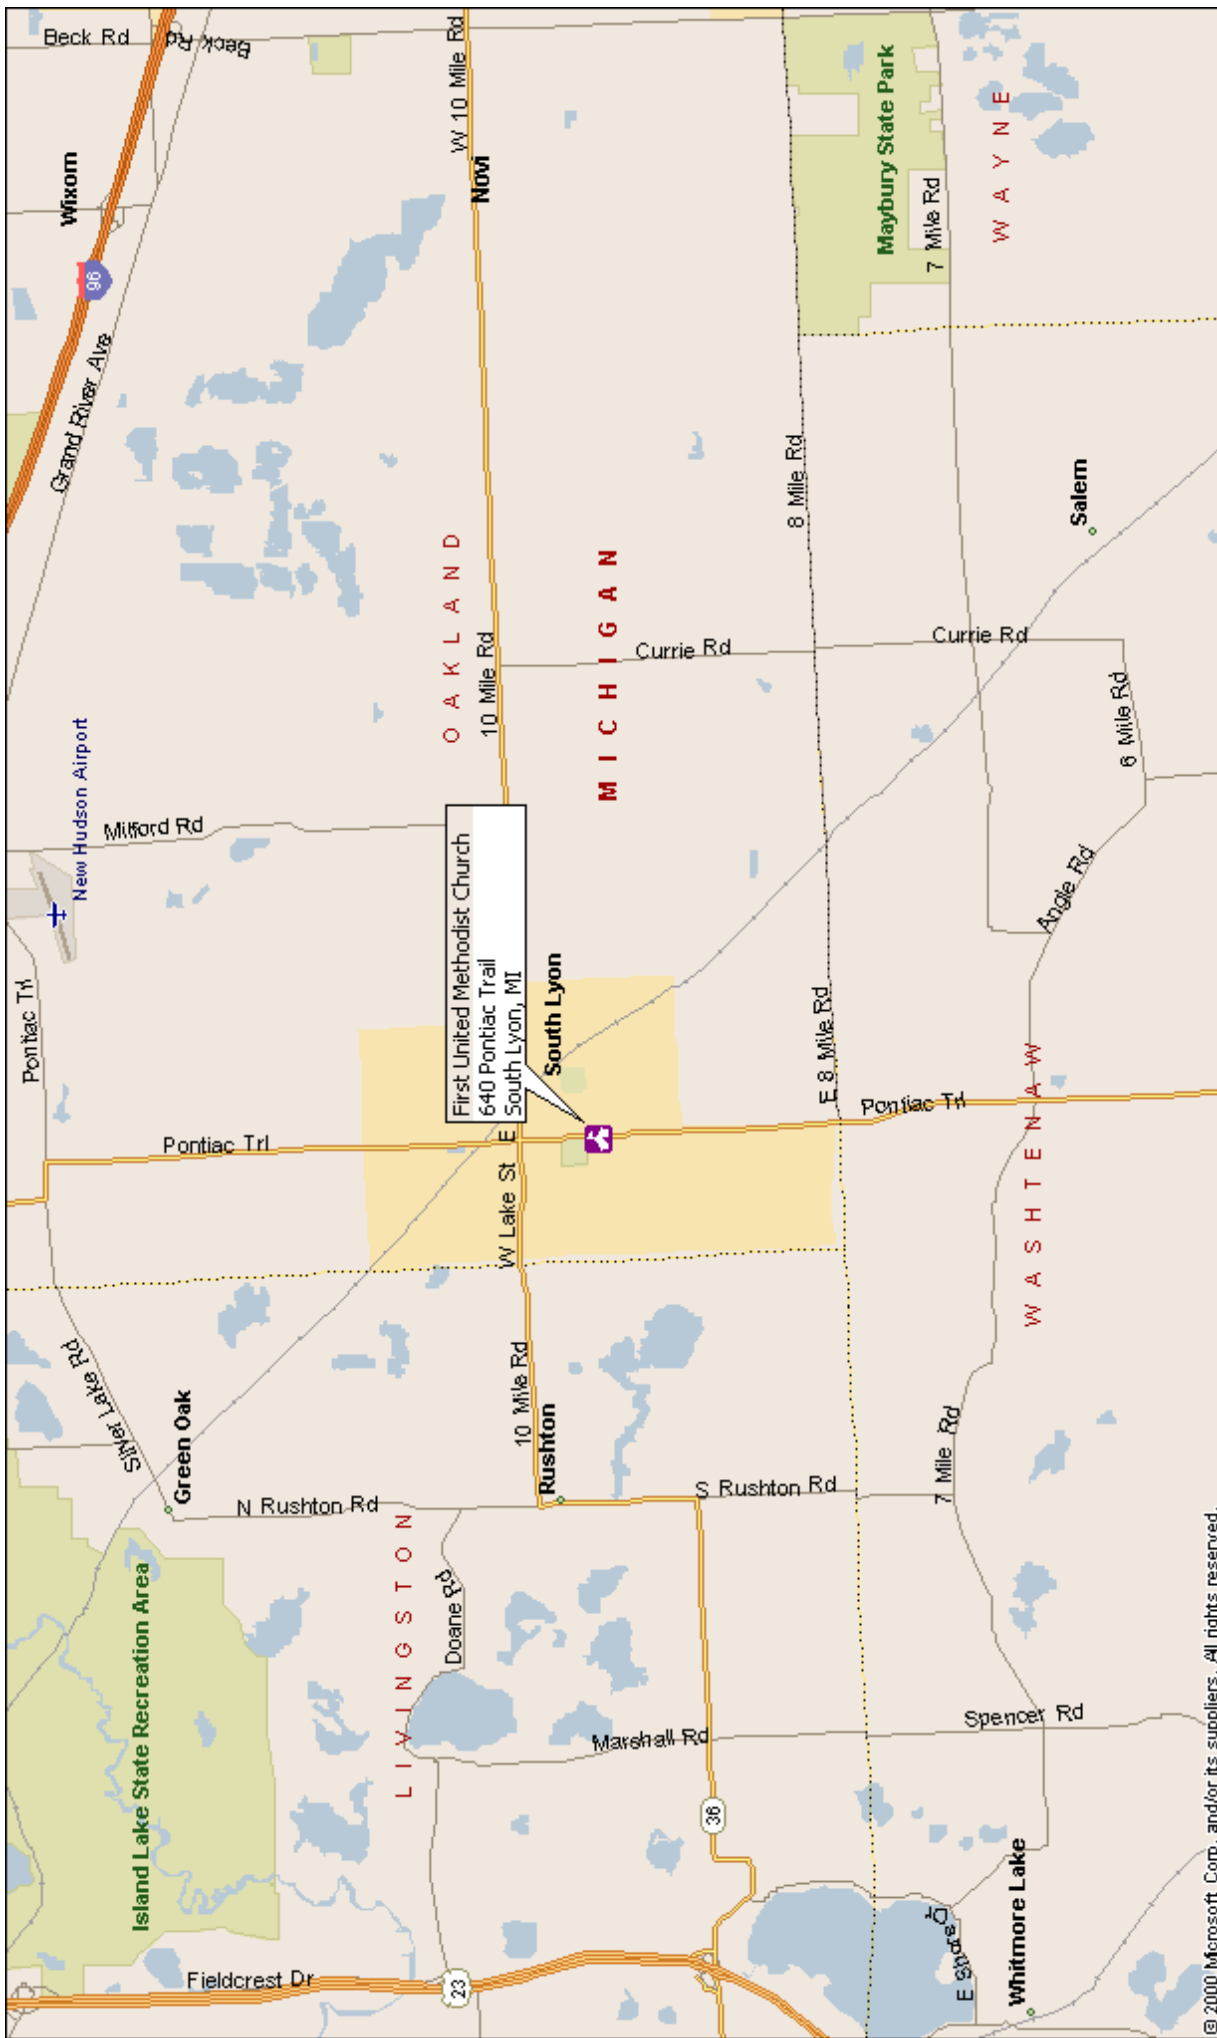 Island Lake State Recreation Area
Green Oak
Silver Lake Rd
Pontiac Trl
New Hudson Airport
Milford Rd
Grand River Ave
96
Wixom
Beck Rd
Beck Rd
Fieldcrest Dr
N Rushton Rd
Pontiac Trl
LIVINGSTON
Doane Rd
23
10 Mile Rd
Rushton
W Lake St
E
First United Methodist Church
640 Pontiac Trail
South Lyon, MI
South Lyon
OAKLAND
10 Mile Rd
W 10 Mile Rd
Novi
MICHIGAN
Marshall Rd
36
S Rushton Rd
Currie Rd
E 8 Mile Rd
8 Mile Rd
Maybury State Park
Pontiac Trl
7 Mile Rd
Currie Rd
7 Mile Rd
WAYNE
E Shore Dr
Whitmore Lake
Spencer Rd
WASHTENAW
Angle Rd
6 Mile Rd
Salem
© 2000 Microsoft Corp. and/or its suppliers. All rights reserved.